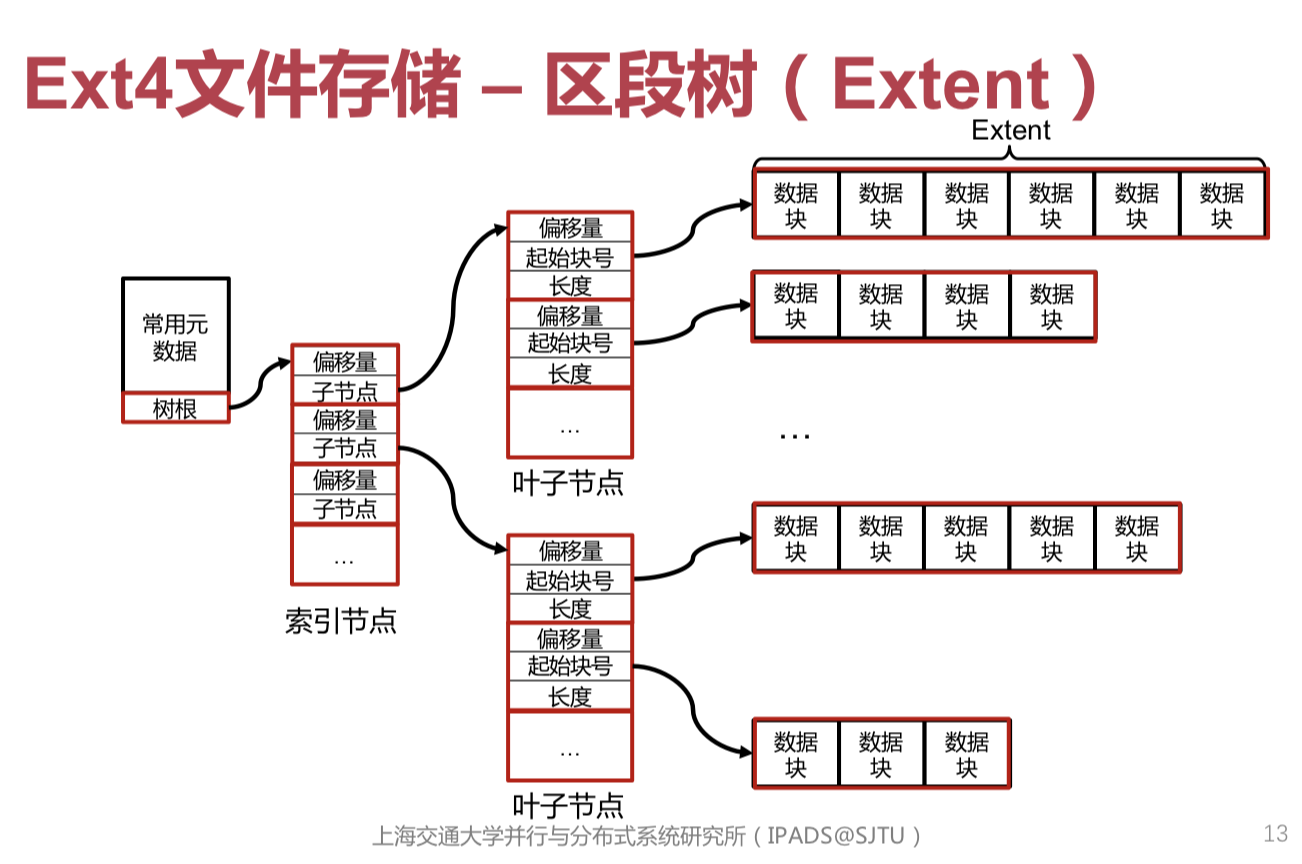 Ext4文件存储 – 区段树（Extent）
Extent
数据
块
数据
块
数据
块
数据
块
数据
块
数据
块
偏移量
起始块号
长度
偏移量
起始块号
长度
…
叶子节点
数据
块
数据
块
数据
块
数据
块
…
常用元
数据
树根
偏移量
子节点
偏移量
子节点
偏移量
子节点
…
索引节点
偏移量
起始块号
长度
偏移量
起始块号
长度
…
叶子节点
数据
块
数据
块
数据
块
数据
块
数据
块
数据
块
数据
块
数据
块
上海交通大学并行与分布式系统研究所（IPADS@SJTU）
13